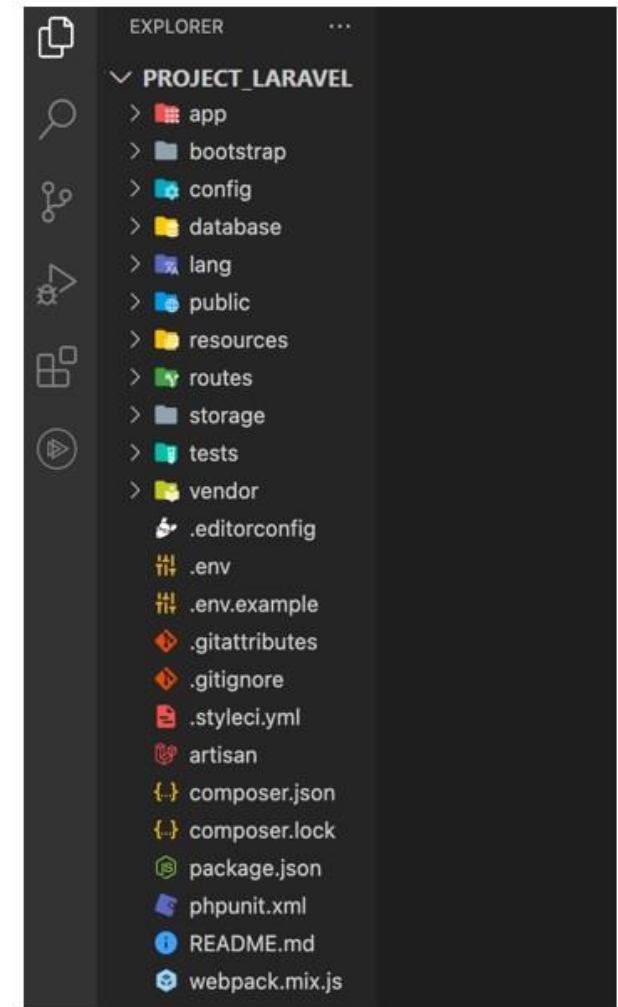 EXPLORER ...
PROJECT_LARAVEL
app
bootstrap
config
database
lang
public
resources
routes
storage
tests
vendor
.editorconfig
.env
.env.example
.gitattributes
.gitignore
.styleci.yml
artisan
composer.json
composer.lock
package.json
phpunit.xml
README.md
webpack.mix.js